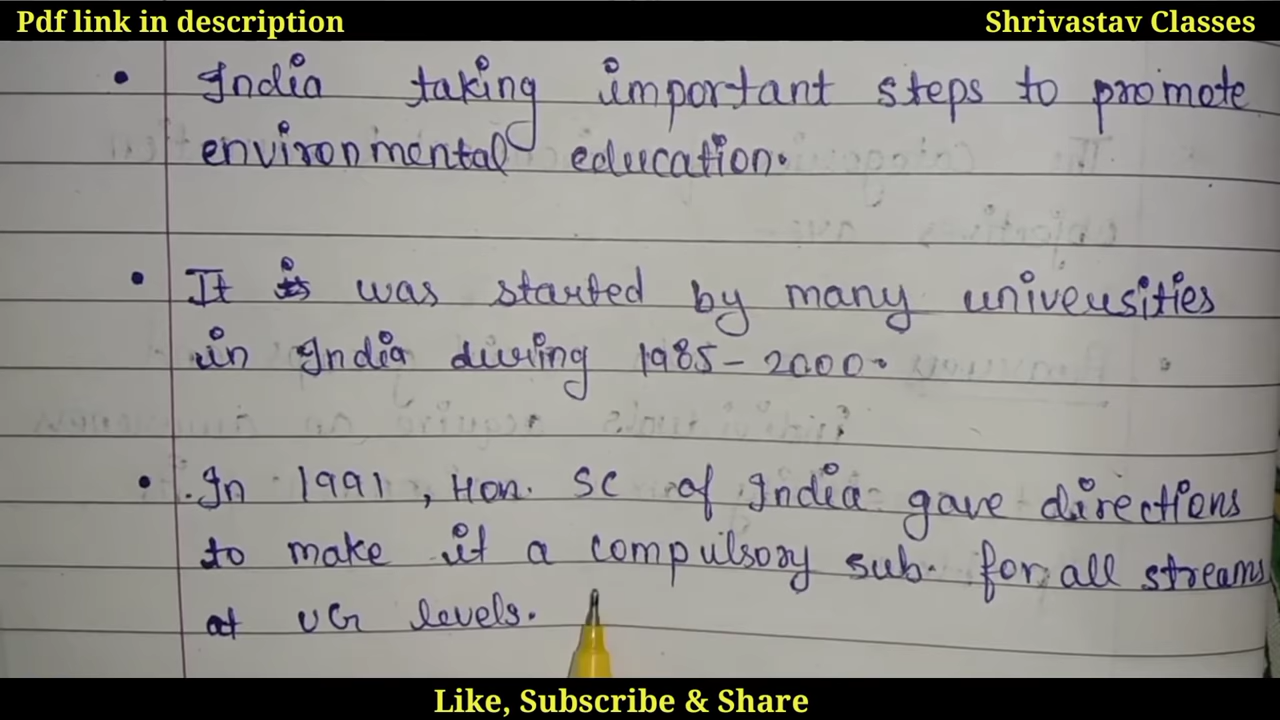 Pdf link in description
Shrivastav Classes
• India taking important steps to promote
environmental education.
• It is was started by many universities
in India during 1985-2000.
• In 1991, Hon. SC of India gave directions
to make it a compulsory sub. for all streams
at UG levels.
Like, Subscribe & Share